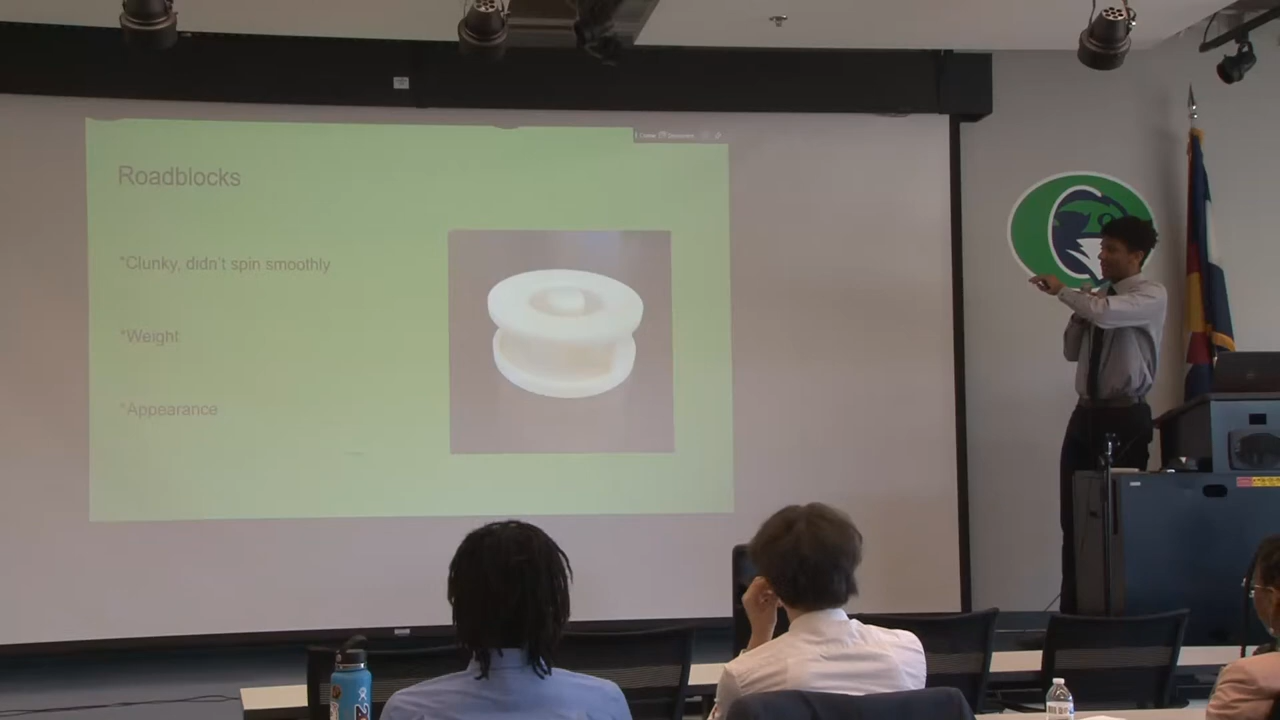 Roadblocks
*Clunky, didn't spin smoothly
*Weight
*Appearance